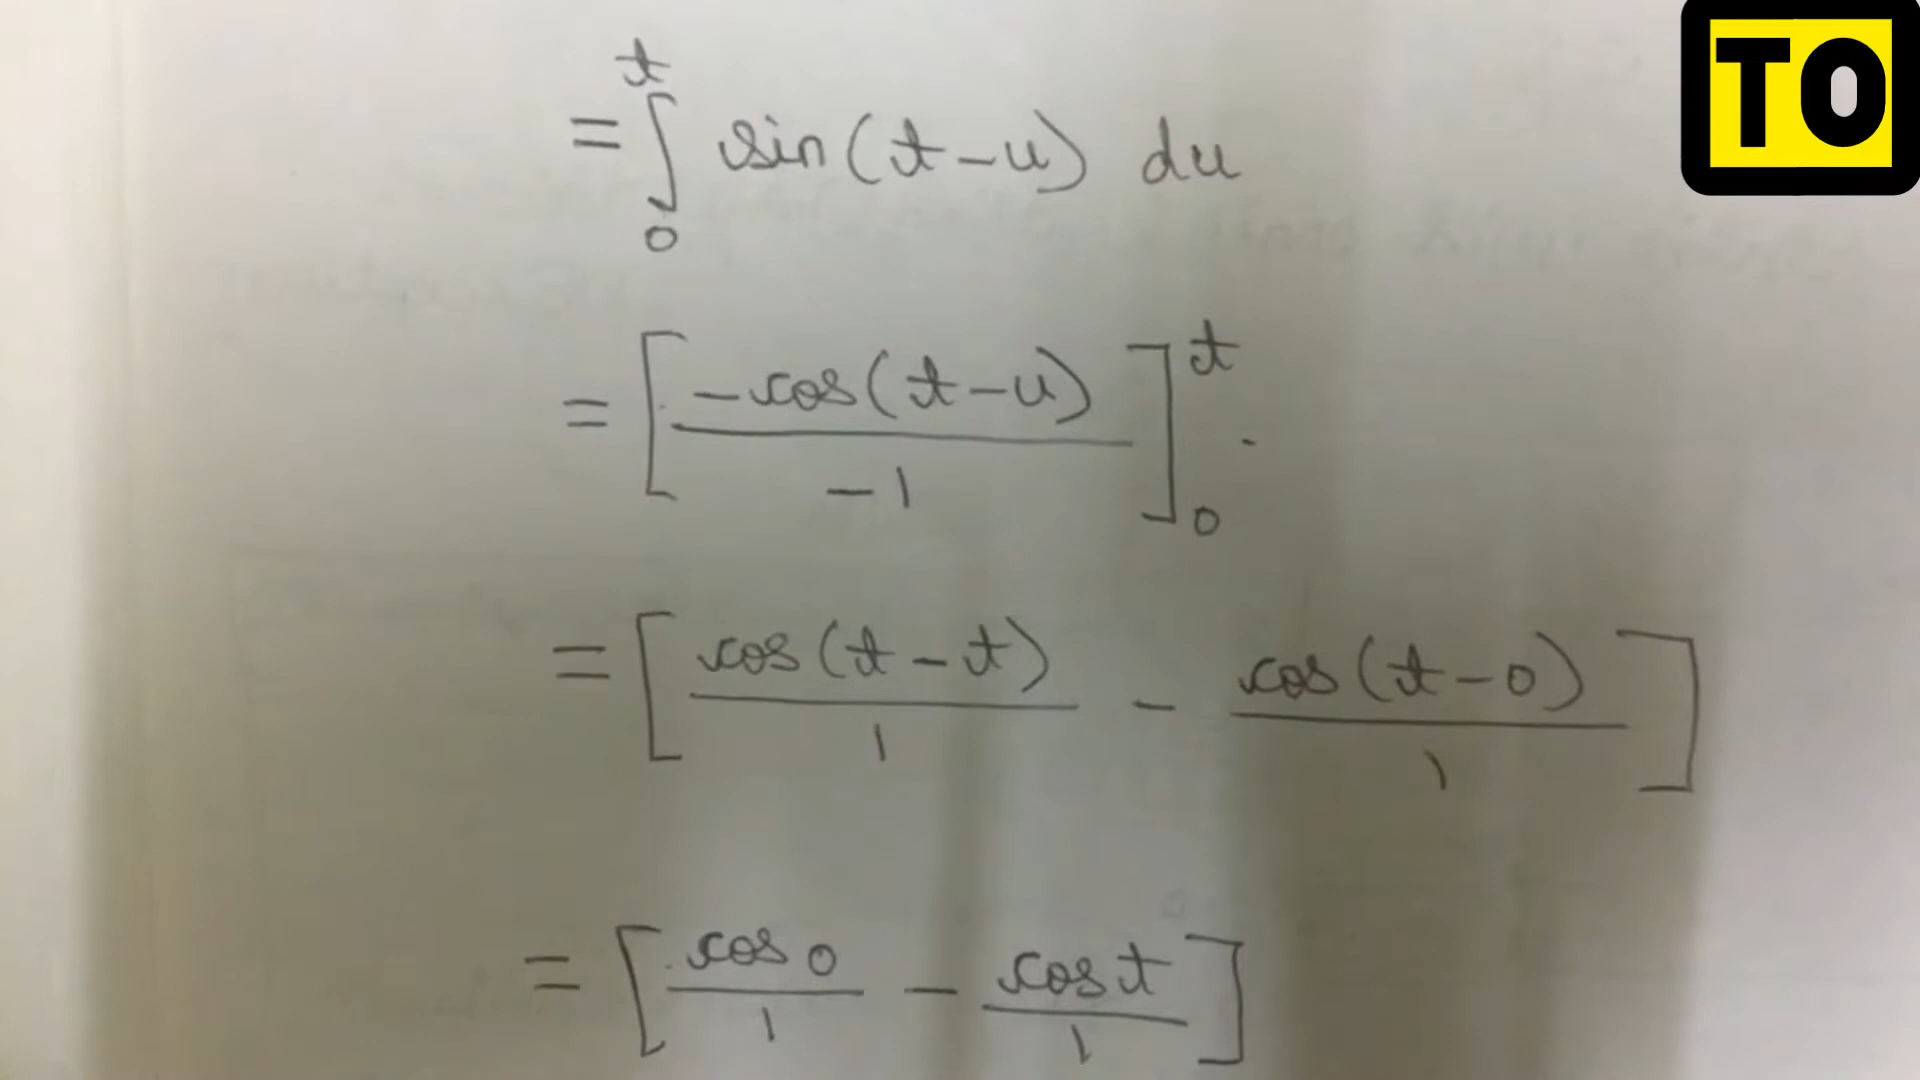 TO
= ∫₀ᵗ sin(t-u) du
= [ -cos(t-u) / -1 ]₀ᵗ .
= [ cos(t-t) / 1 - cos(t-0) / 1 ]
= [ cos 0 / 1 - cos t / 1 ]